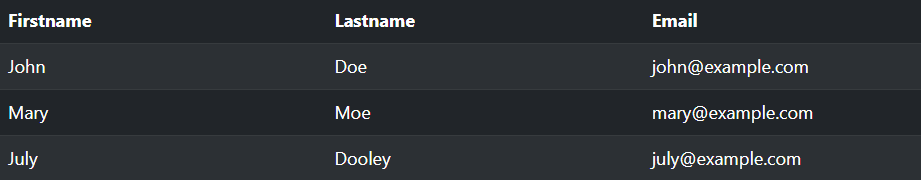 Firstname Lastname Email
John Doe john@example.com
Mary Moe mary@example.com
July Dooley july@example.com